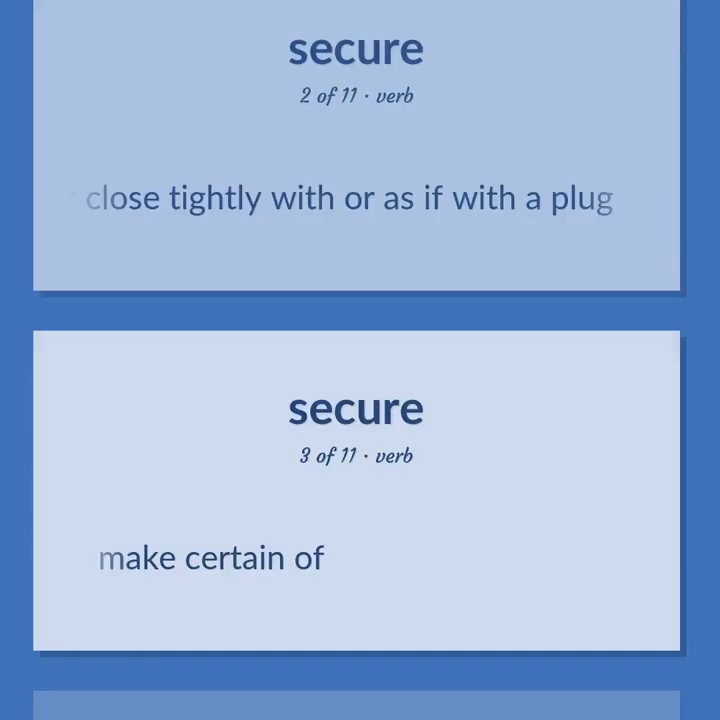 secure
2 of 11 · verb
close tightly with or as if with a plug
secure
3 of 11 · verb
make certain of